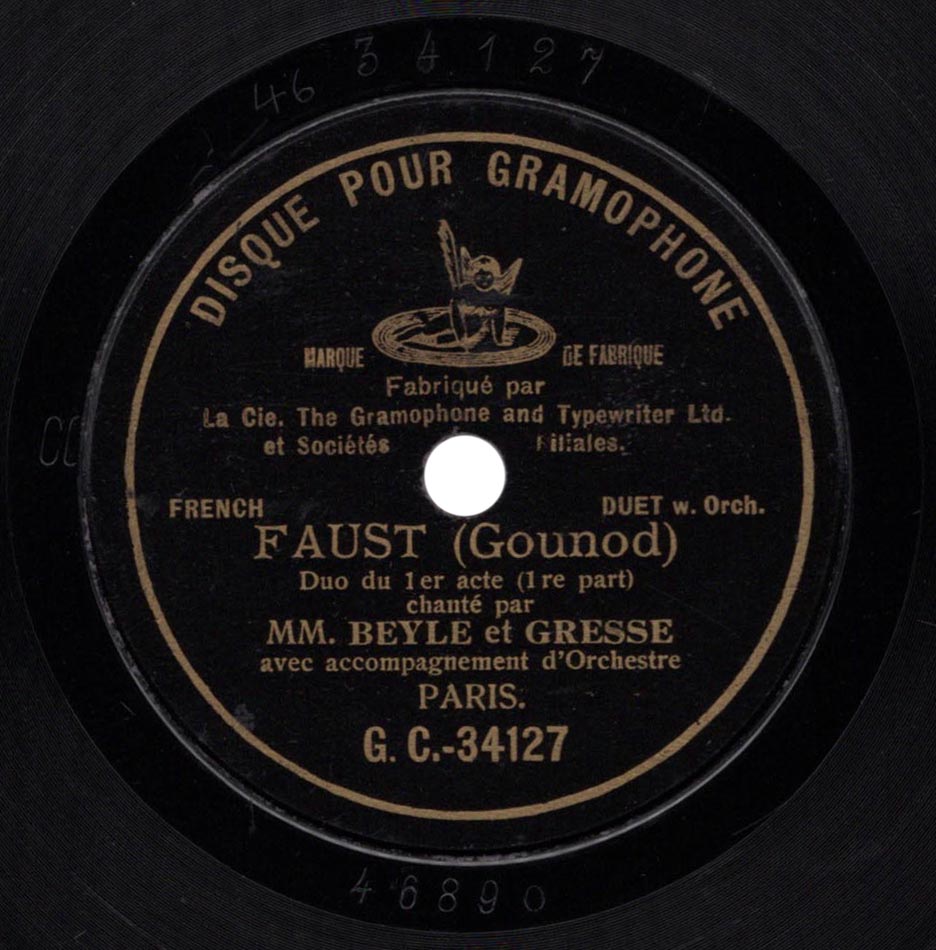 46 34127
DISQUE POUR GRAMOPHONE
MARQUE DE FABRIQUE
Fabriqué par
La Cie. The Gramophone and Typewriter Ltd.
et Sociétés Filiales.
FRENCH DUET w. Orch.
FAUST (Gounod)
Duo du 1er acte (1re part)
chanté par
MM. BEYLE et GRESSE
avec accompagnement d'Orchestre
PARIS.
G. C.-34127
46890